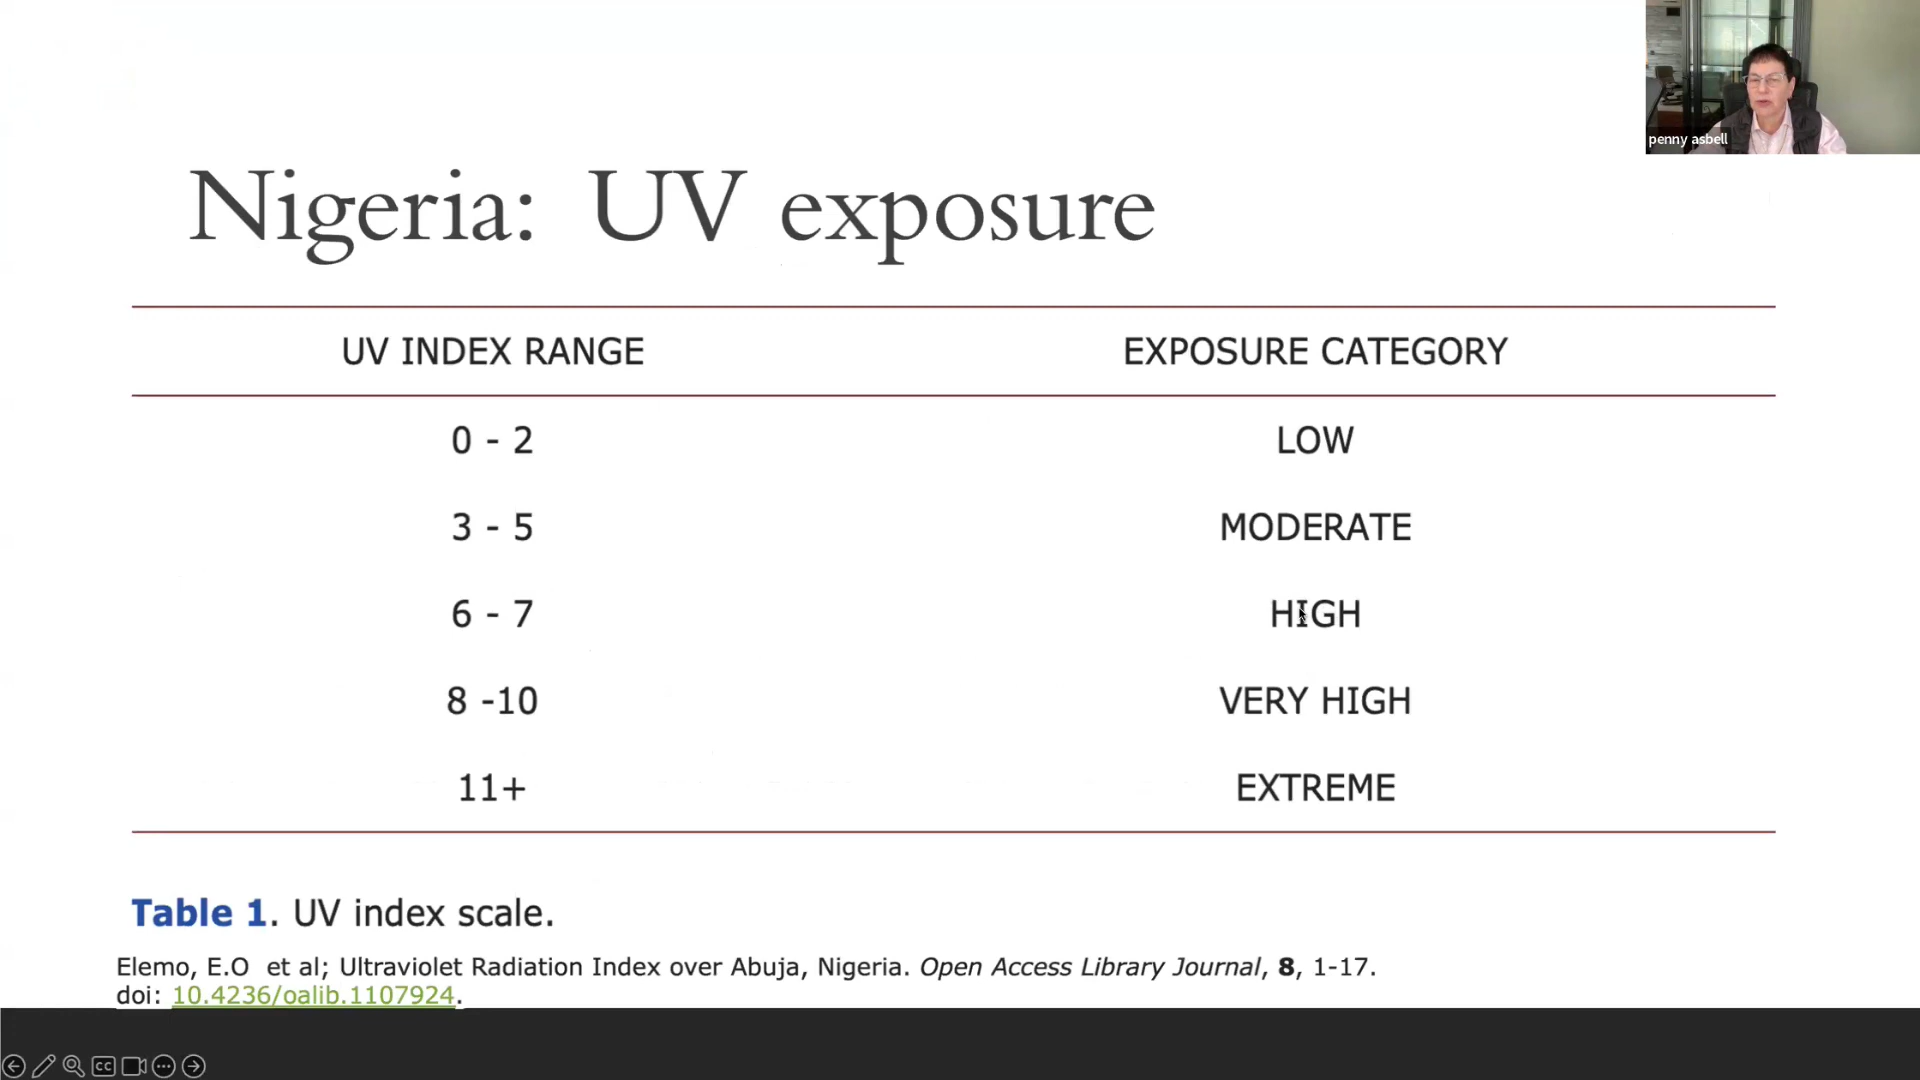 penny asbell
Nigeria: UV exposure
UV INDEX RANGE EXPOSURE CATEGORY
0 - 2 LOW
3 - 5 MODERATE
6 - 7 HIGH
8 -10 VERY HIGH
11+ EXTREME
Table 1. UV index scale.
Elemo, E.O et al; Ultraviolet Radiation Index over Abuja, Nigeria. Open Access Library Journal, 8, 1-17.
doi: 10.4236/oalib.1107924.
CC